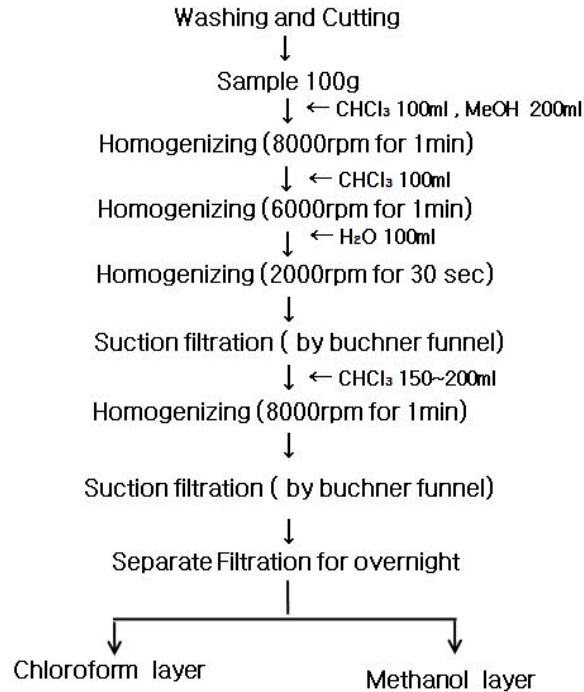 Washing and Cutting
Sample 100g
← CHCl₃ 100ml , MeOH 200ml
Homogenizing (8000rpm for 1min)
← CHCl₃ 100ml
Homogenizing (6000rpm for 1min)
← H₂O 100ml
Homogenizing (2000rpm for 30 sec)
Suction filtration ( by buchner funnel)
← CHCl₃ 150~200ml
Homogenizing (8000rpm for 1min)
Suction filtration ( by buchner funnel)
Separate Filtration for overnight
Chloroform layer
Methanol layer